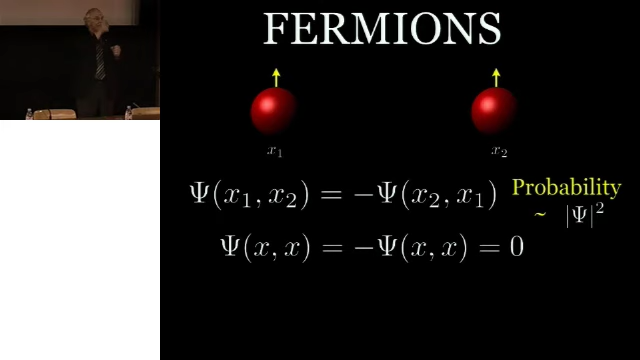 FERMIONS
x₁ x₂
Ψ(x₁, x₂) = −Ψ(x₂, x₁)
Probability
~ |Ψ|²
Ψ(x, x) = −Ψ(x, x) = 0